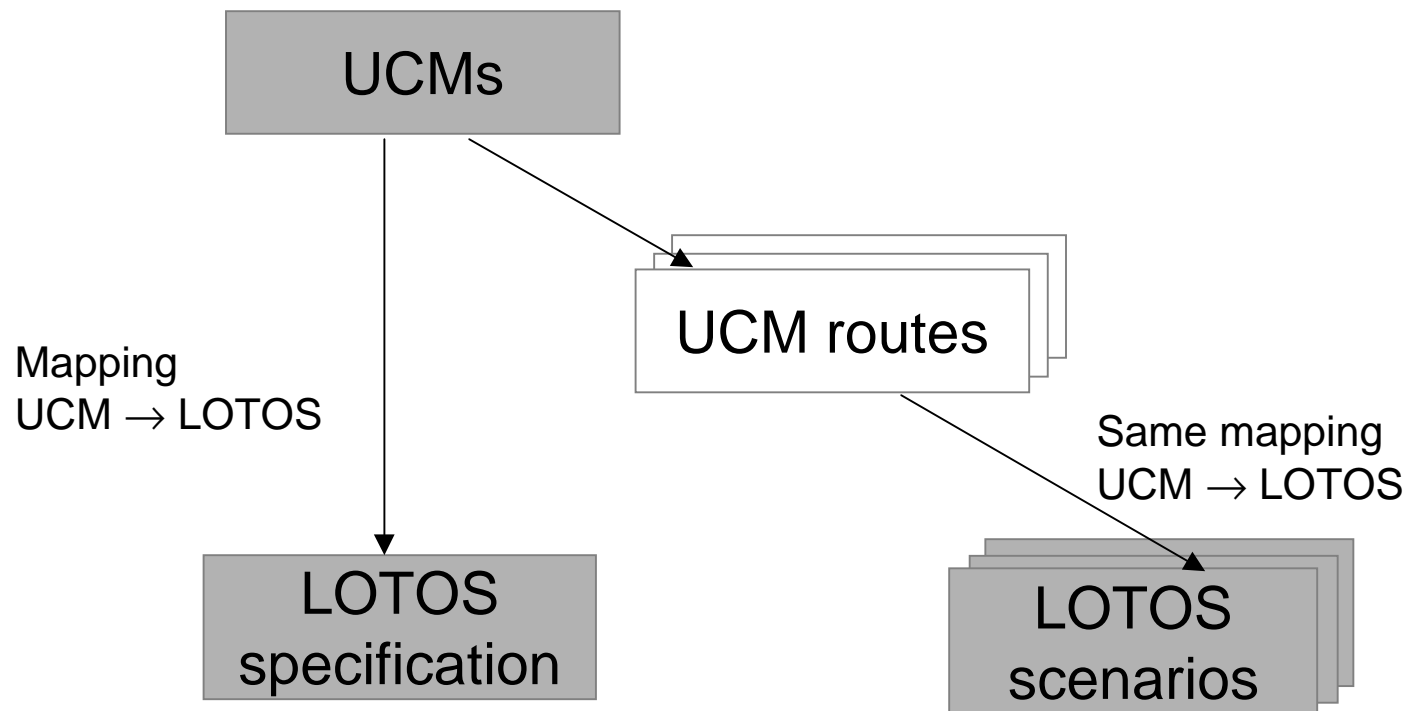 UCMs
UCM routes
Mapping
UCM → LOTOS
Same mapping
UCM → LOTOS
LOTOS
specification
LOTOS
scenarios